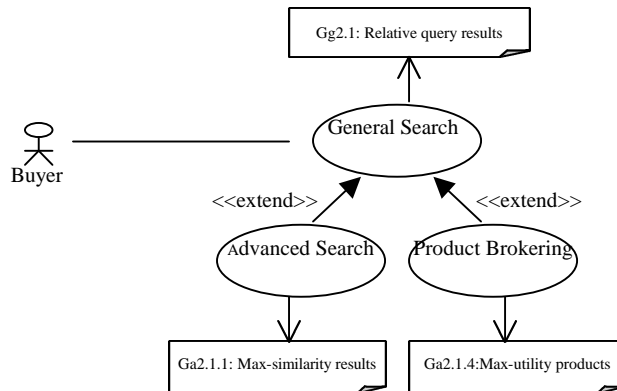 Gg2.1: Relative query results
General Search
Buyer
<<extend>>
<<extend>>
Advanced Search
Product Brokering
Ga2.1.1: Max-similarity results
Ga2.1.4:Max-utility products